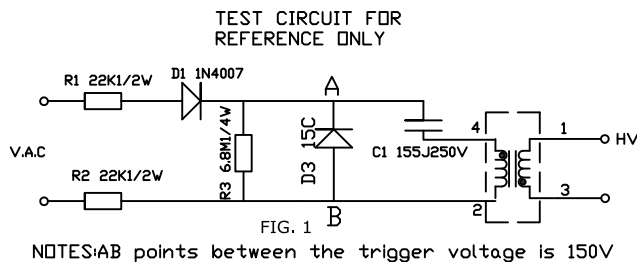 TEST CIRCUIT FOR
REFERENCE ONLY
R1 22K1/2W
D1 1N4007
A
V.A.C
R3 6.8M1/4W
D3 15C
C1 155J250V
4
1
HV
R2 22K1/2W
2
3
B
FIG. 1
NOTES:AB points between the trigger voltage is 150V